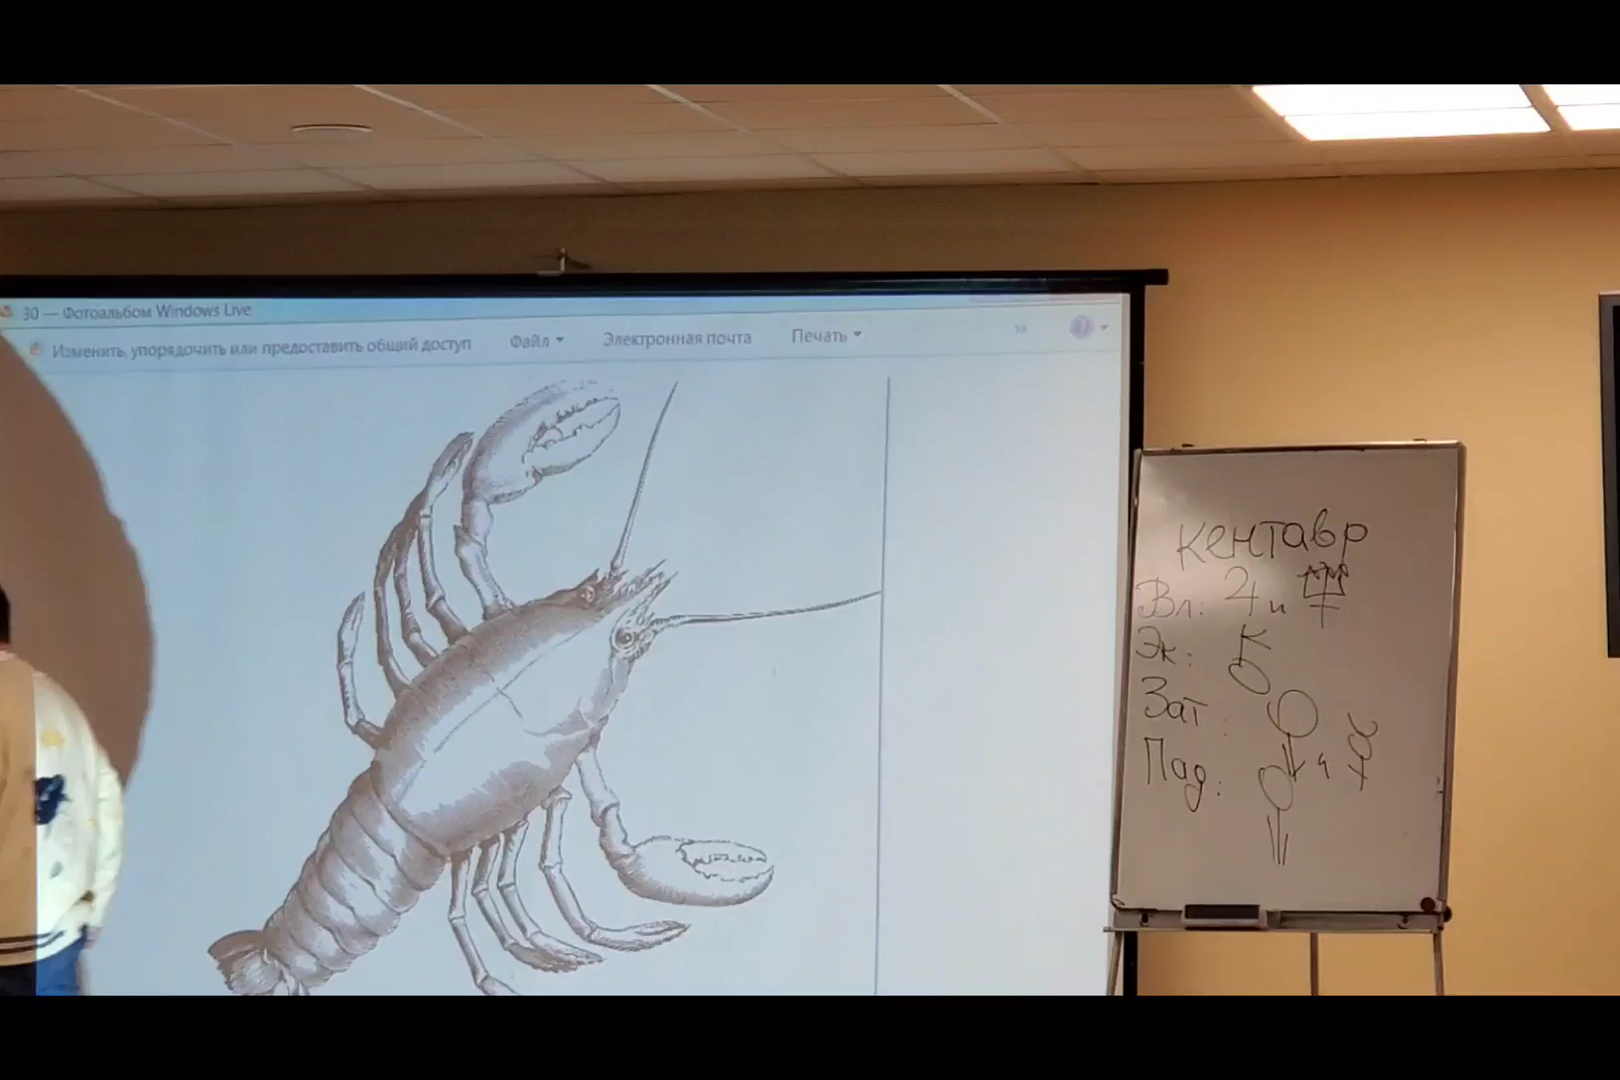 30 — Фотоальбом Windows Live
Изменить, упорядочить или предоставить общий доступ Файл Электронная почта Печать
кентавр
Вл: 4 и
Эк:
Зат
Пад: